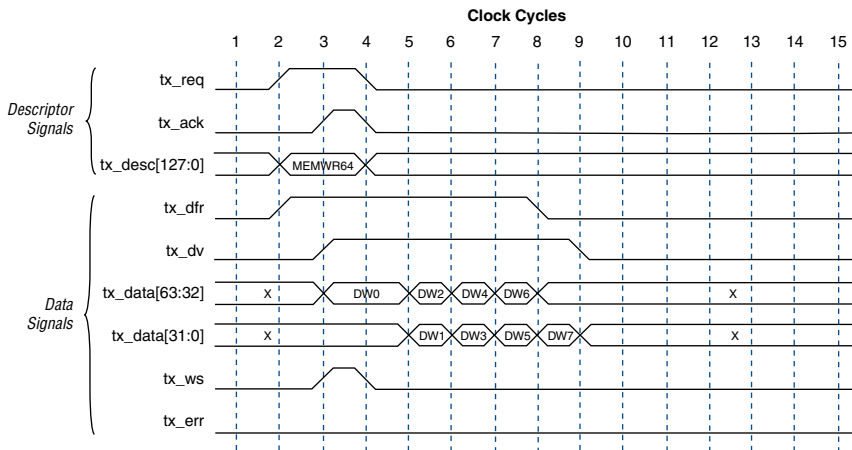 Clock Cycles
1 2 3 4 5 6 7 8 9 10 11 12 13 14 15
Descriptor
Signals
tx_req
tx_ack
tx_desc[127:0] MEMWR64
Data
Signals
tx_dfr
tx_dv
tx_data[63:32] X DW0 DW2 DW4 DW6 X
tx_data[31:0] X DW1 DW3 DW5 DW7 X
tx_ws
tx_err